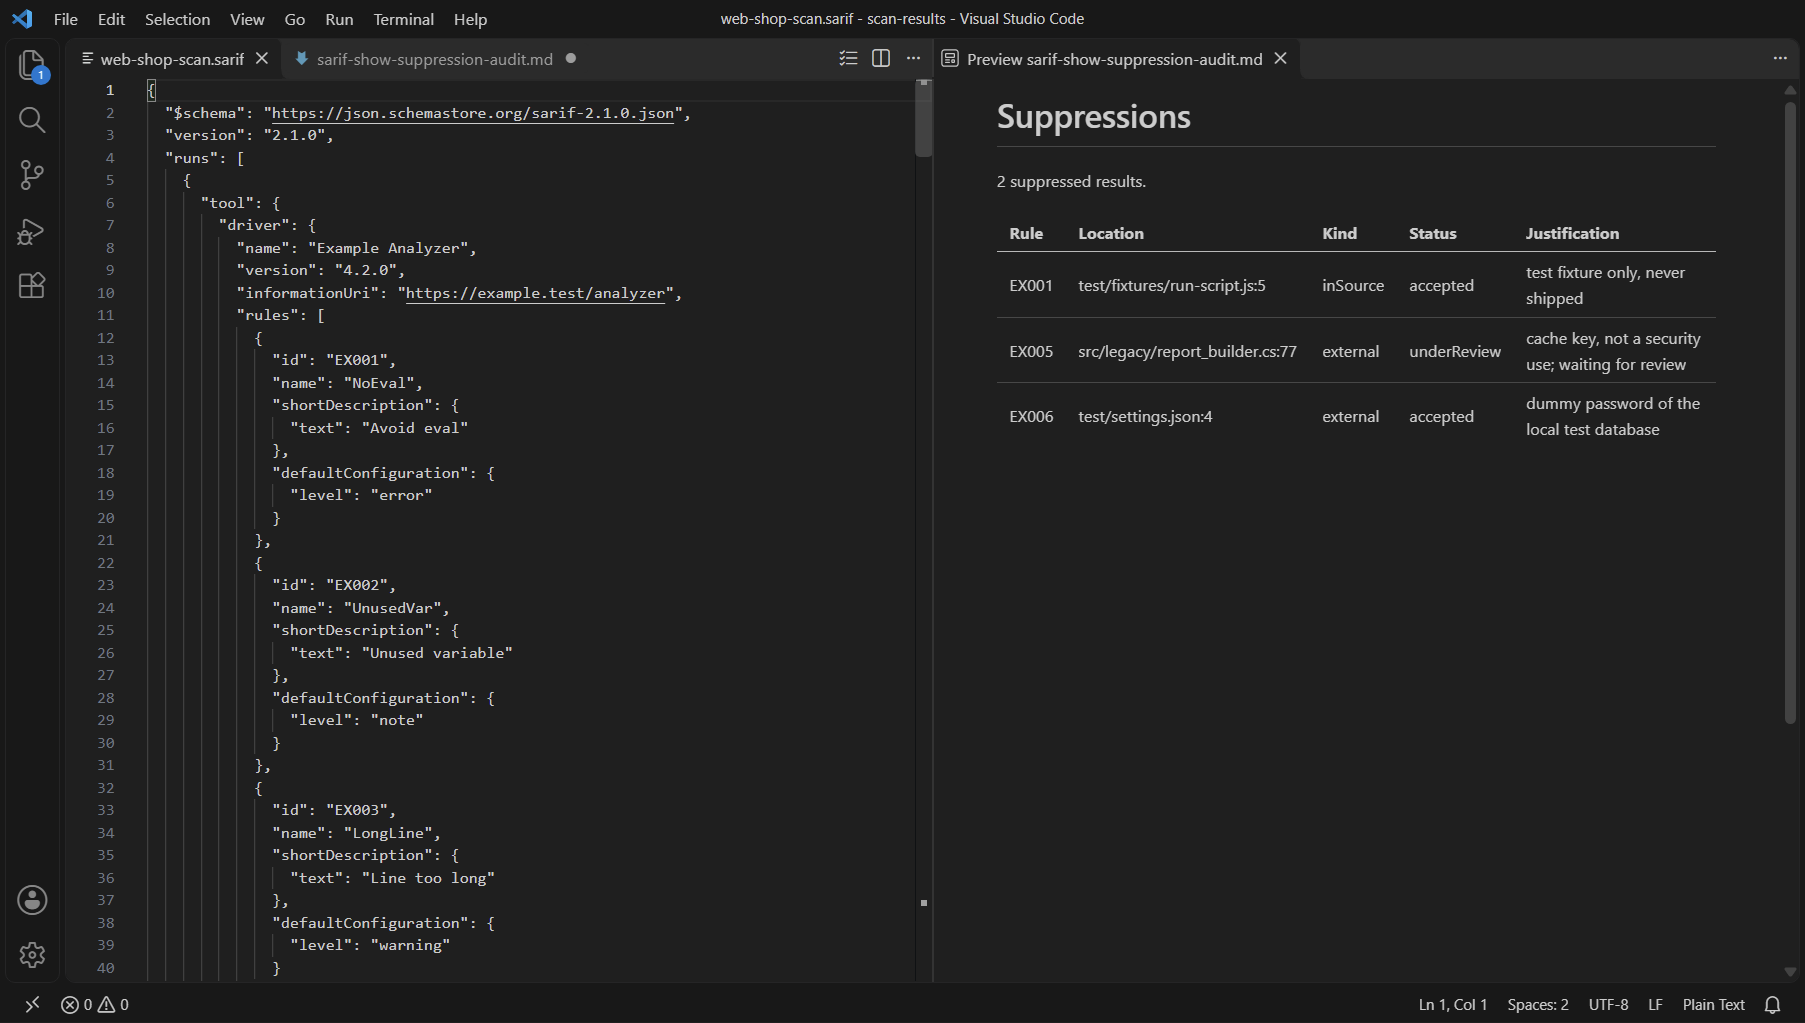 File Edit Selection View Go Run Terminal Help
web-shop-scan.sarif - scan-results - Visual Studio Code
1
web-shop-scan.sarif
sarif-show-suppression-audit.md
1 {
2 "$schema": "https://json.schemastore.org/sarif-2.1.0.json",
3 "version": "2.1.0",
4 "runs": [
5 {
6 "tool": {
7 "driver": {
8 "name": "Example Analyzer",
9 "version": "4.2.0",
10 "informationUri": "https://example.test/analyzer",
11 "rules": [
12 {
13 "id": "EX001",
14 "name": "NoEval",
15 "shortDescription": {
16 "text": "Avoid eval"
17 },
18 "defaultConfiguration": {
19 "level": "error"
20 }
21 },
22 {
23 "id": "EX002",
24 "name": "UnusedVar",
25 "shortDescription": {
26 "text": "Unused variable"
27 },
28 "defaultConfiguration": {
29 "level": "note"
30 }
31 },
32 {
33 "id": "EX003",
34 "name": "LongLine",
35 "shortDescription": {
36 "text": "Line too long"
37 },
38 "defaultConfiguration": {
39 "level": "warning"
40 }
Preview sarif-show-suppression-audit.md
Suppressions
2 suppressed results.
Rule Location Kind Status Justification
EX001 test/fixtures/run-script.js:5 inSource accepted test fixture only, never
shipped
EX005 src/legacy/report_builder.cs:77 external underReview cache key, not a security
use; waiting for review
EX006 test/settings.json:4 external accepted dummy password of the
local test database
0 0
Ln 1, Col 1 Spaces: 2 UTF-8 LF Plain Text